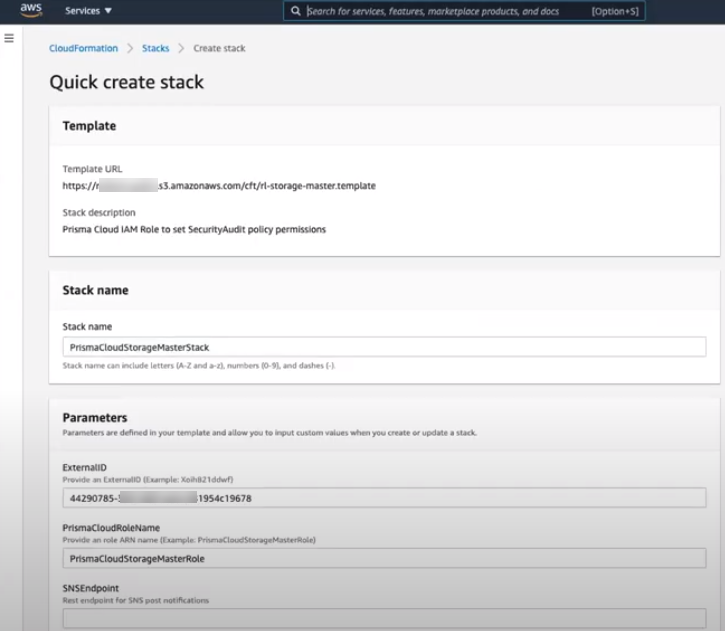 aws
Services ▼
Search for services, features, marketplace products, and docs [Option+S]
CloudFormation > Stacks > Create stack
Quick create stack
Template
Template URL
https://r .s3.amazonaws.com/cft/rl-storage-master.template
Stack description
Prisma Cloud IAM Role to set SecurityAudit policy permissions
Stack name
Stack name
PrismaCloudStorageMasterStack
Stack name can include letters (A-Z and a-z), numbers (0-9), and dashes (-).
Parameters
Parameters are defined in your template and allow you to input custom values when you create or update a stack.
ExternalID
Provide an ExternalID (Example: Xoih821ddwf)
44290785- 1954c19678
PrismaCloudRoleName
Provide an role ARN name (Example: PrismaCloudStorageMasterRole)
PrismaCloudStorageMasterRole
SNSEndpoint
Rest endpoint for SNS post notifications